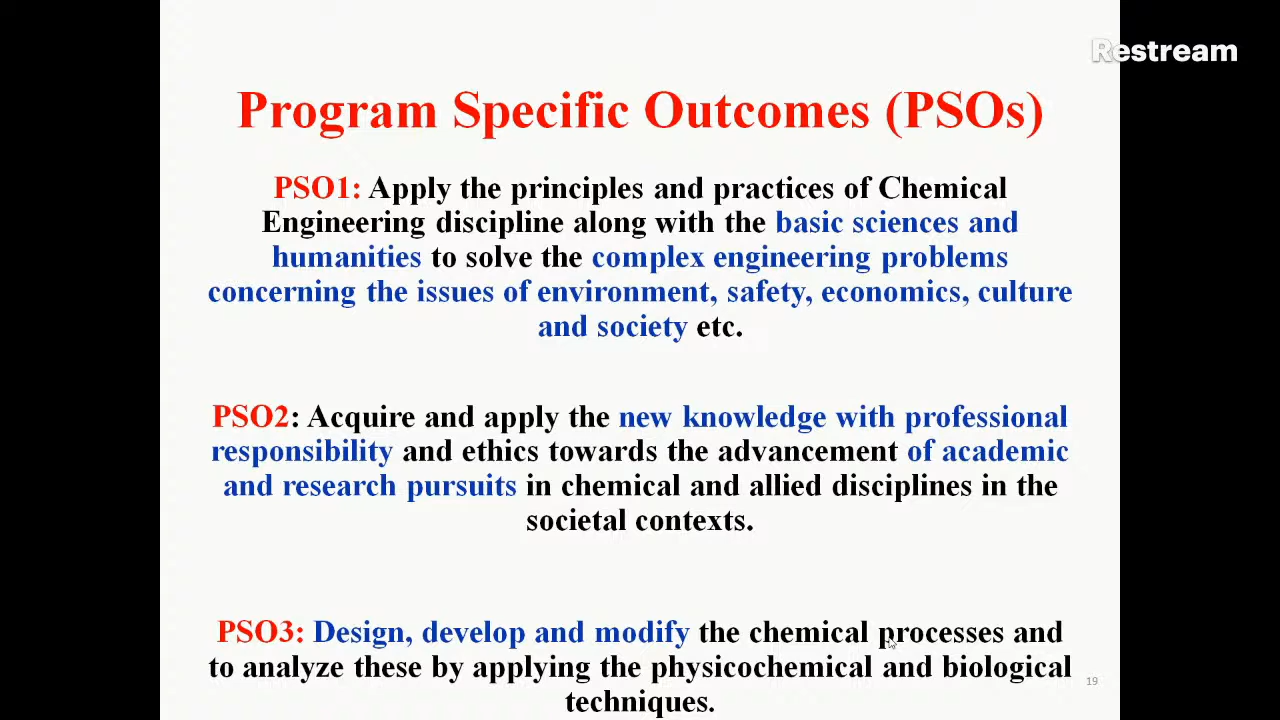 Restream
Program Specific Outcomes (PSOs)
PSO1: Apply the principles and practices of Chemical
Engineering discipline along with the basic sciences and
humanities to solve the complex engineering problems
concerning the issues of environment, safety, economics, culture
and society etc.
PSO2: Acquire and apply the new knowledge with professional
responsibility and ethics towards the advancement of academic
and research pursuits in chemical and allied disciplines in the
societal contexts.
PSO3: Design, develop and modify the chemical processes and
to analyze these by applying the physicochemical and biological
techniques.
19